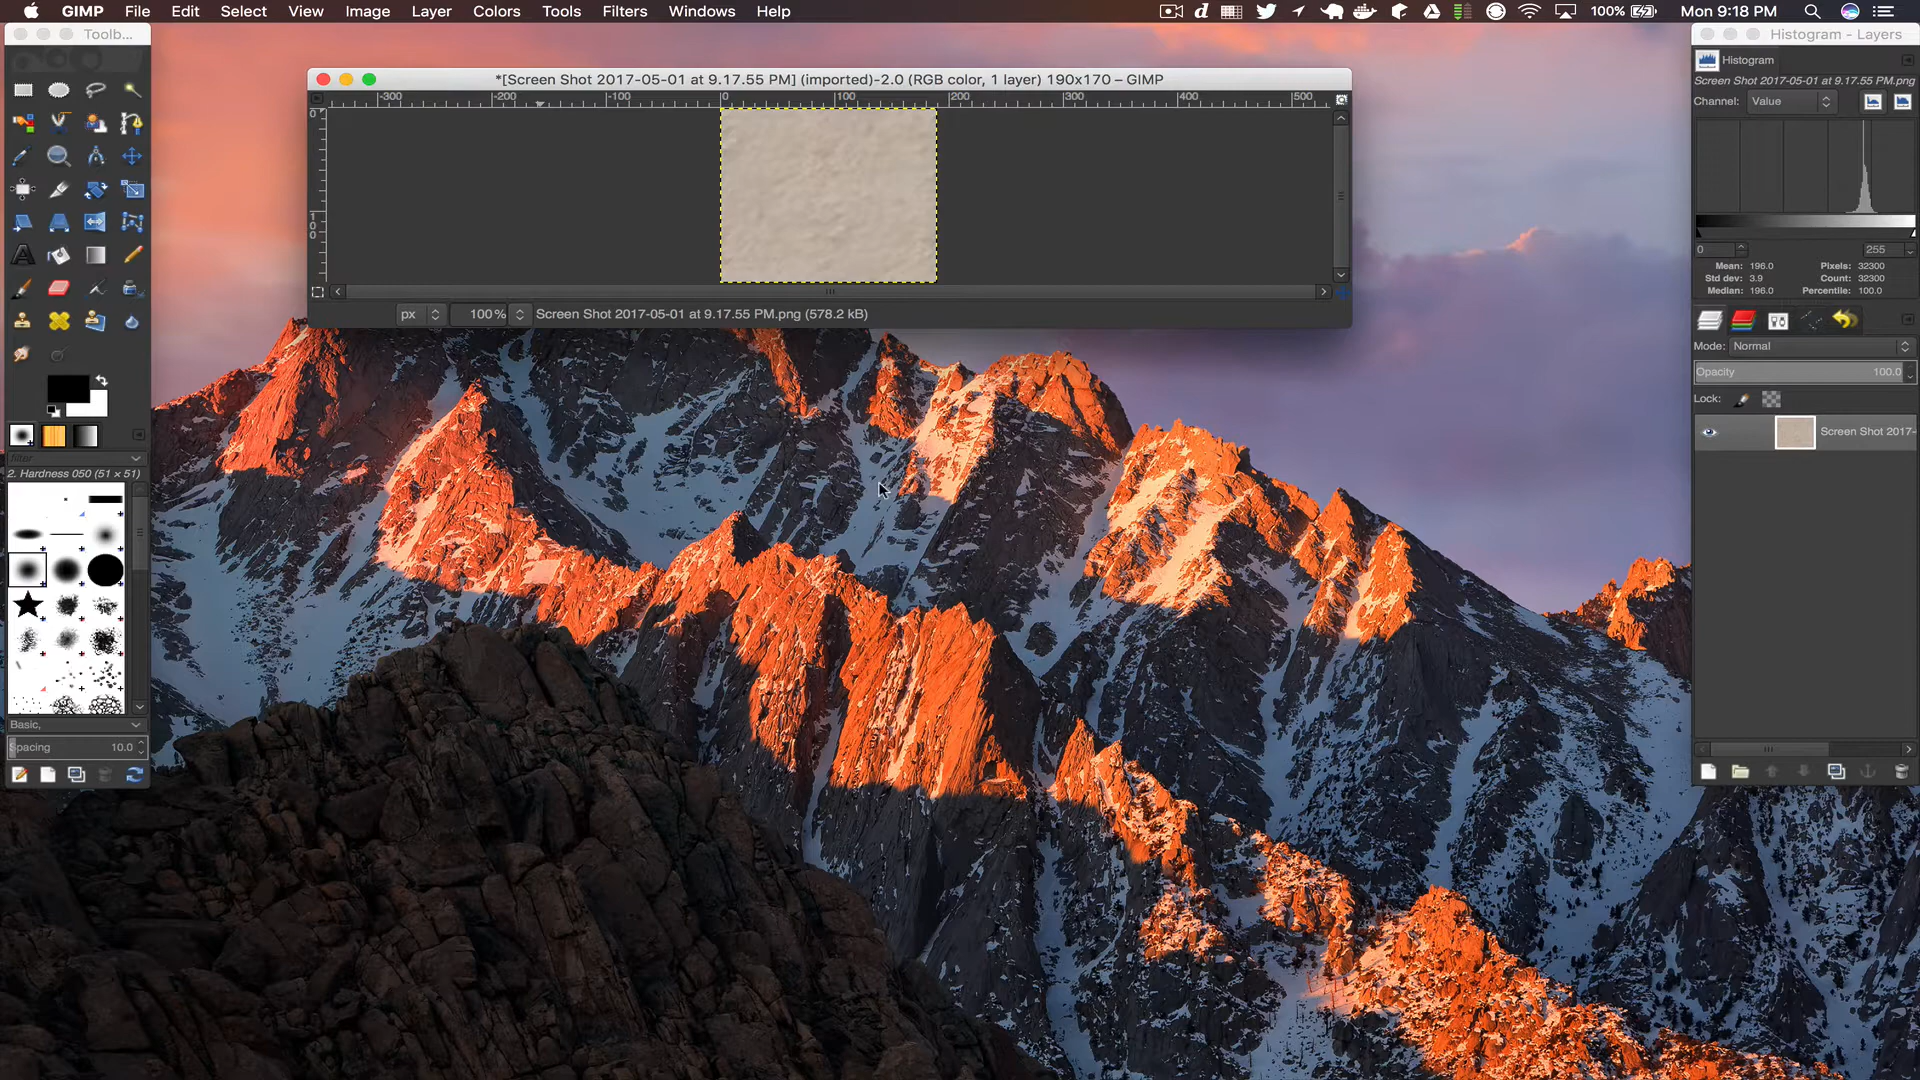 GIMP File Edit Select View Image Layer Colors Tools Filters Windows Help
100% Mon 9:18 PM
Toolb...
*[Screen Shot 2017-05-01 at 9.17.55 PM] (imported)-2.0 (RGB color, 1 layer) 190x170 – GIMP
-300 -200 -100 0 100 200 300 400 500
0
100
px 100% Screen Shot 2017-05-01 at 9.17.55 PM.png (578.2 kB)
filter
2. Hardness 050 (51 × 51)
Basic,
Spacing 10.0
Histogram - Layers
Histogram
Screen Shot 2017-05-01 at 9.17.55 PM.png
Channel: Value
0 255
Mean: 196.0 Pixels: 32300
Std dev: 3.9 Count: 32300
Median: 196.0 Percentile: 100.0
Mode: Normal
Opacity 100.0
Lock:
Screen Shot 2017-